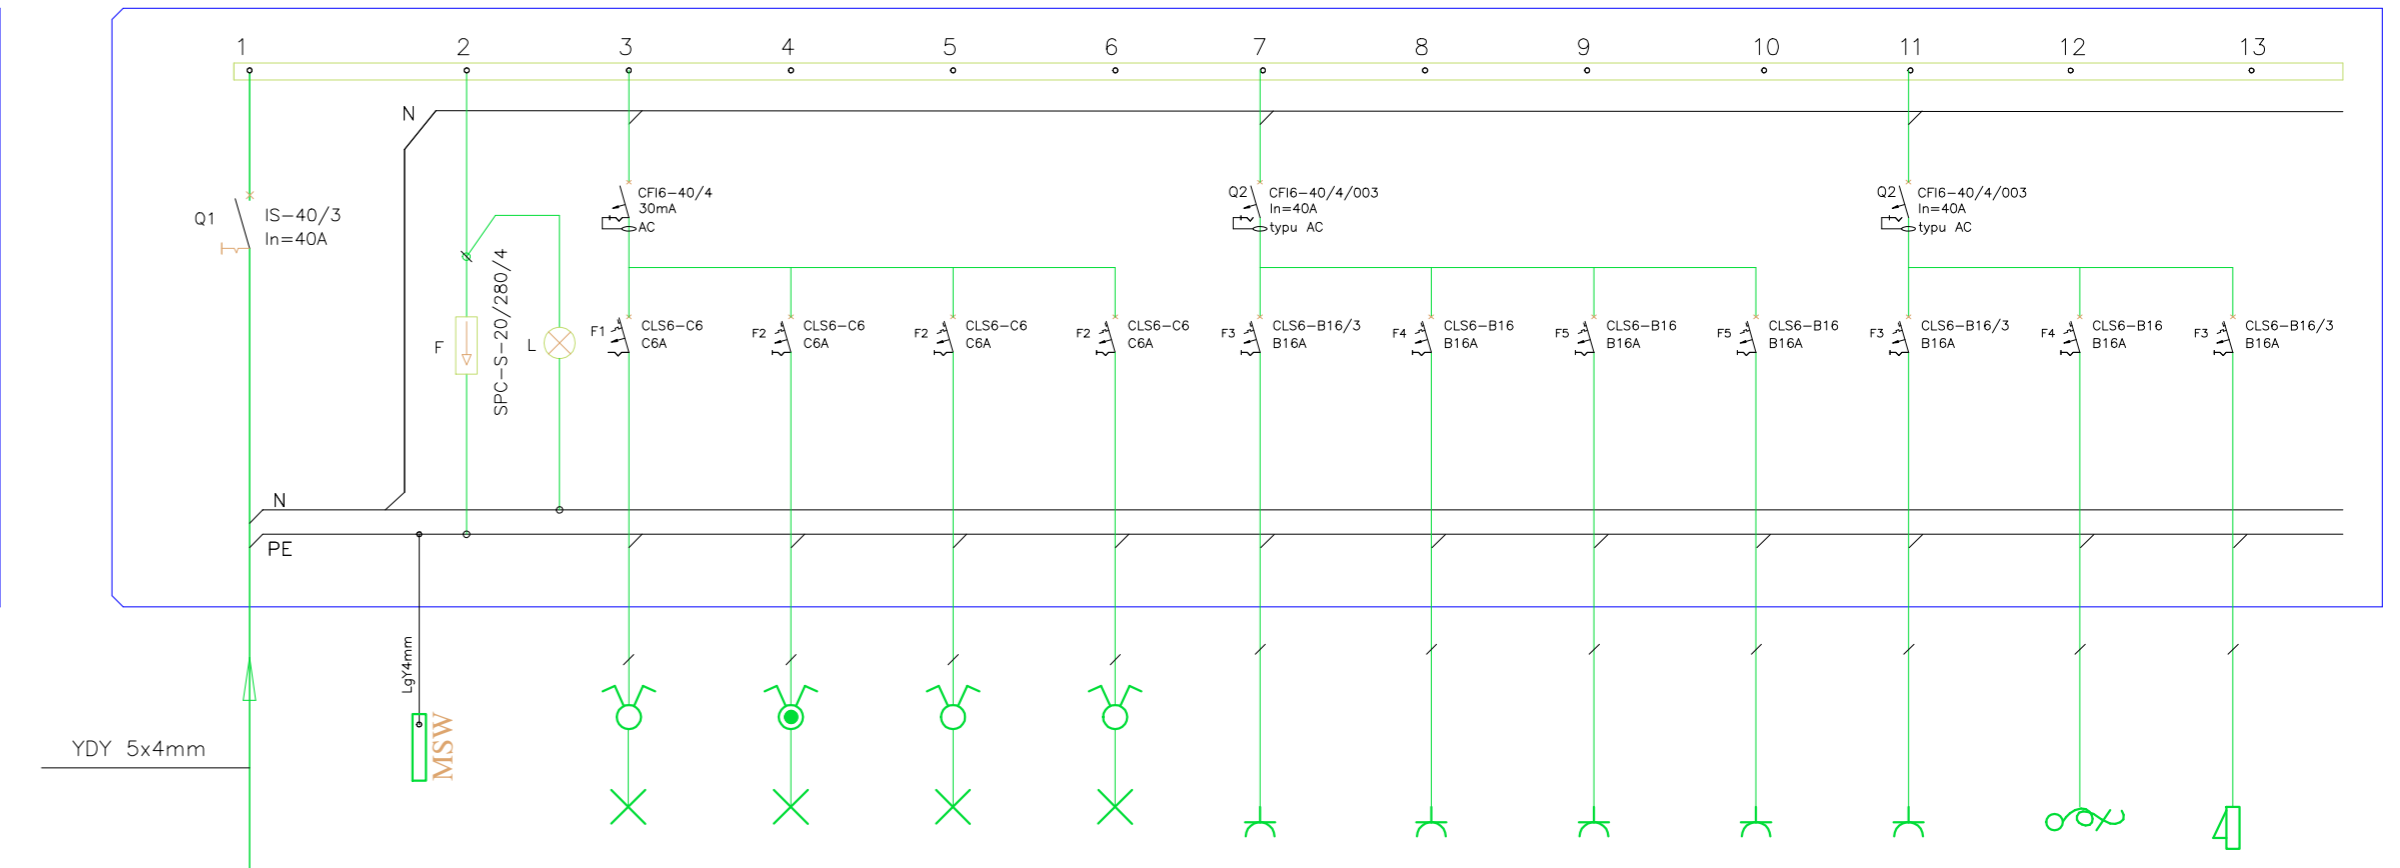 1 2 3 4 5 6 7 8 9 10 11 12 13
N
Q1
IS-40/3
In=40A
CFI6-40/4
30mA
AC
Q2
CFI6-40/4/003
In=40A
typu AC
Q2
CFI6-40/4/003
In=40A
typu AC
F
SPC-S-20/280/4
L
F1
CLS6-C6
C6A
F2
CLS6-C6
C6A
F2
CLS6-C6
C6A
F2
CLS6-C6
C6A
F3
CLS6-B16/3
B16A
F4
CLS6-B16
B16A
F5
CLS6-B16
B16A
F5
CLS6-B16
B16A
F3
CLS6-B16/3
B16A
F4
CLS6-B16
B16A
F3
CLS6-B16/3
B16A
N
PE
LgY4mm
MSW
YDY 5x4mm